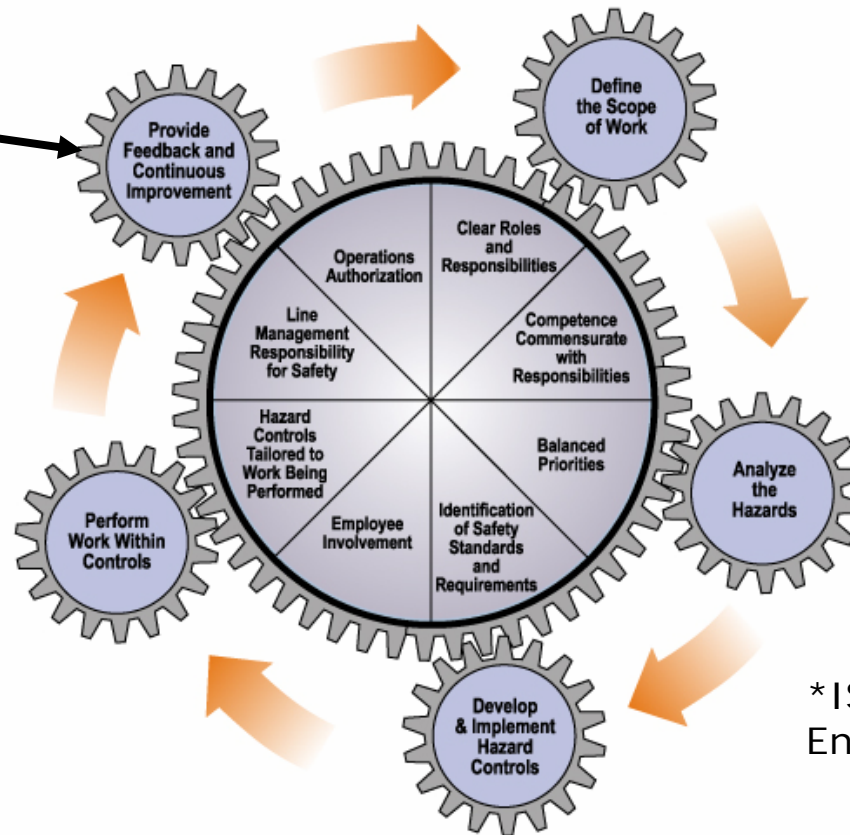 Provide
Feedback and
Continuous
Improvement
Define
the Scope
of Work
Operations
Authorization
Clear Roles
and
Responsibilities
Line
Management
Responsibility
for Safety
Competence
Commensurate
with
Responsibilities
Hazard
Controls
Tailored to
Work Being
Performed
Balanced
Priorities
Employee
Involvement
Identification
of Safety
Standards
and
Requirements
Analyze
the
Hazards
Perform
Work Within
Controls
Develop
& Implement
Hazard
Controls